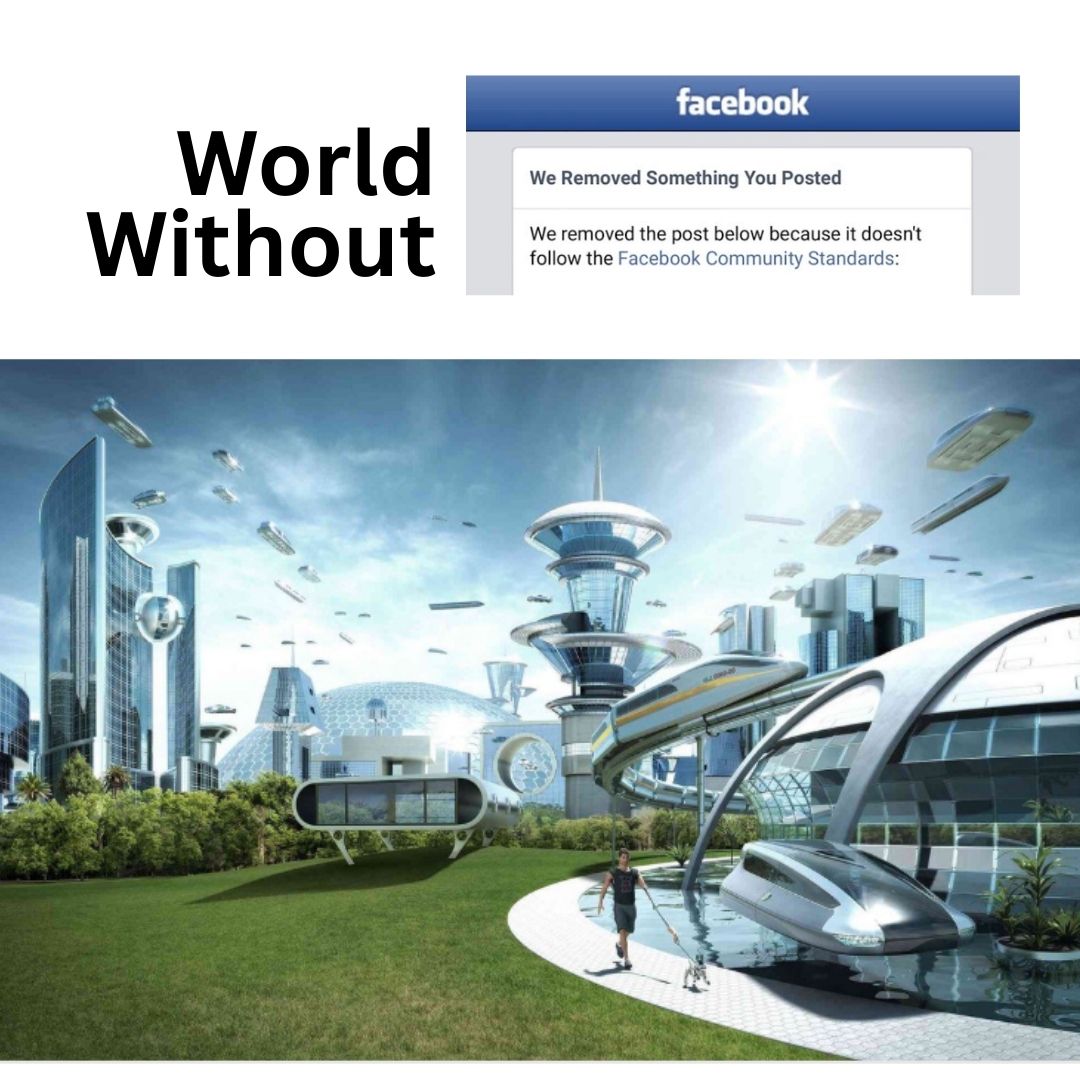 World
Without
facebook
We Removed Something You Posted
We removed the post below because it doesn't
follow the Facebook Community Standards: